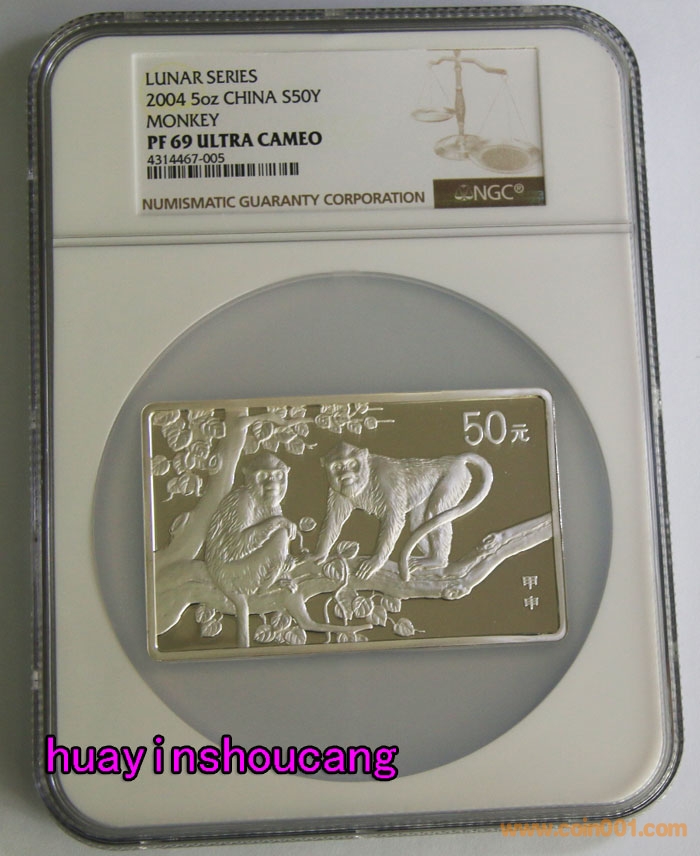 LUNAR SERIES
2004 5oz CHINA S50Y
MONKEY
PF 69 ULTRA CAMEO
4314467-005
NUMISMATIC GUARANTY CORPORATION
NGC®
50元
甲
申
huayinshoucang
www.coin001.com